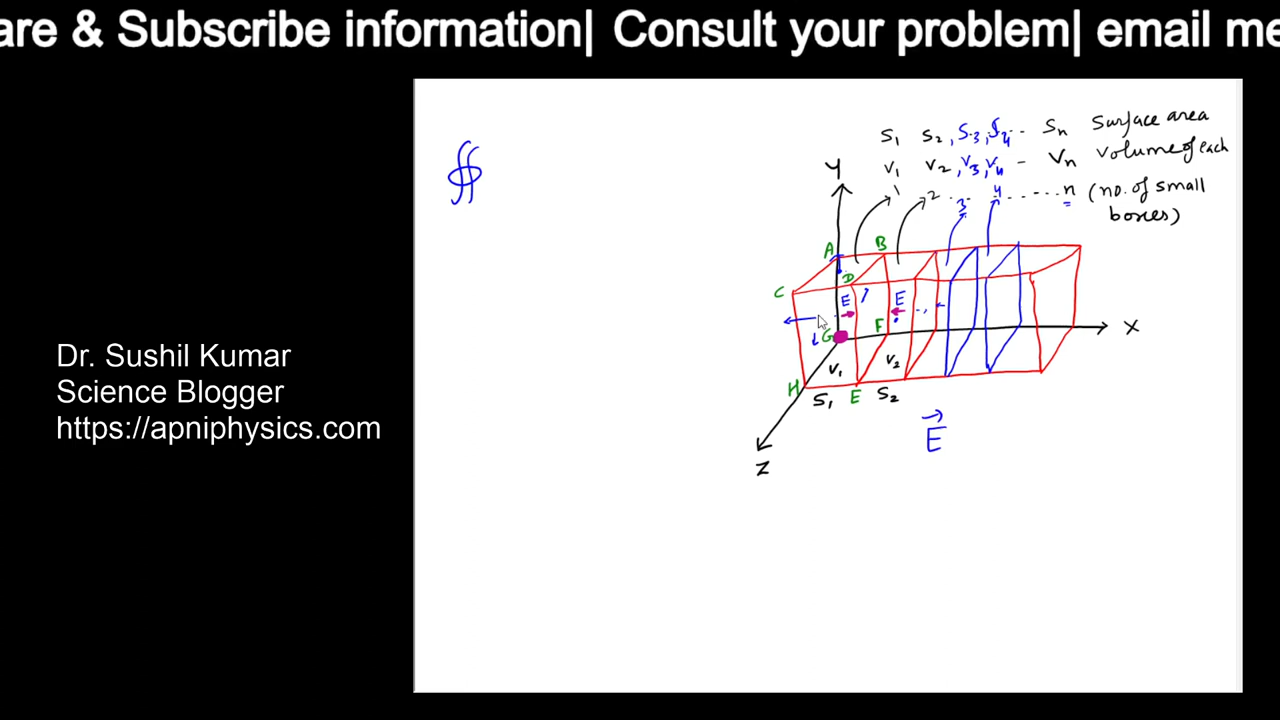 are & Subscribe information| Consult your problem| email me
∯
S₁ S₂, S₃, S₄ -- Sₙ Surface area
V₁ V₂, V₃, V₄ - Vₙ Volume of each
1 2 .. 3 .. 4 ...... n (no. of small
boxes)
Y
A B
C D
E E
F
G
X
V₁ V₂
H S₁ E S₂
E⃗
Z
Dr. Sushil Kumar
Science Blogger
https://apniphysics.com